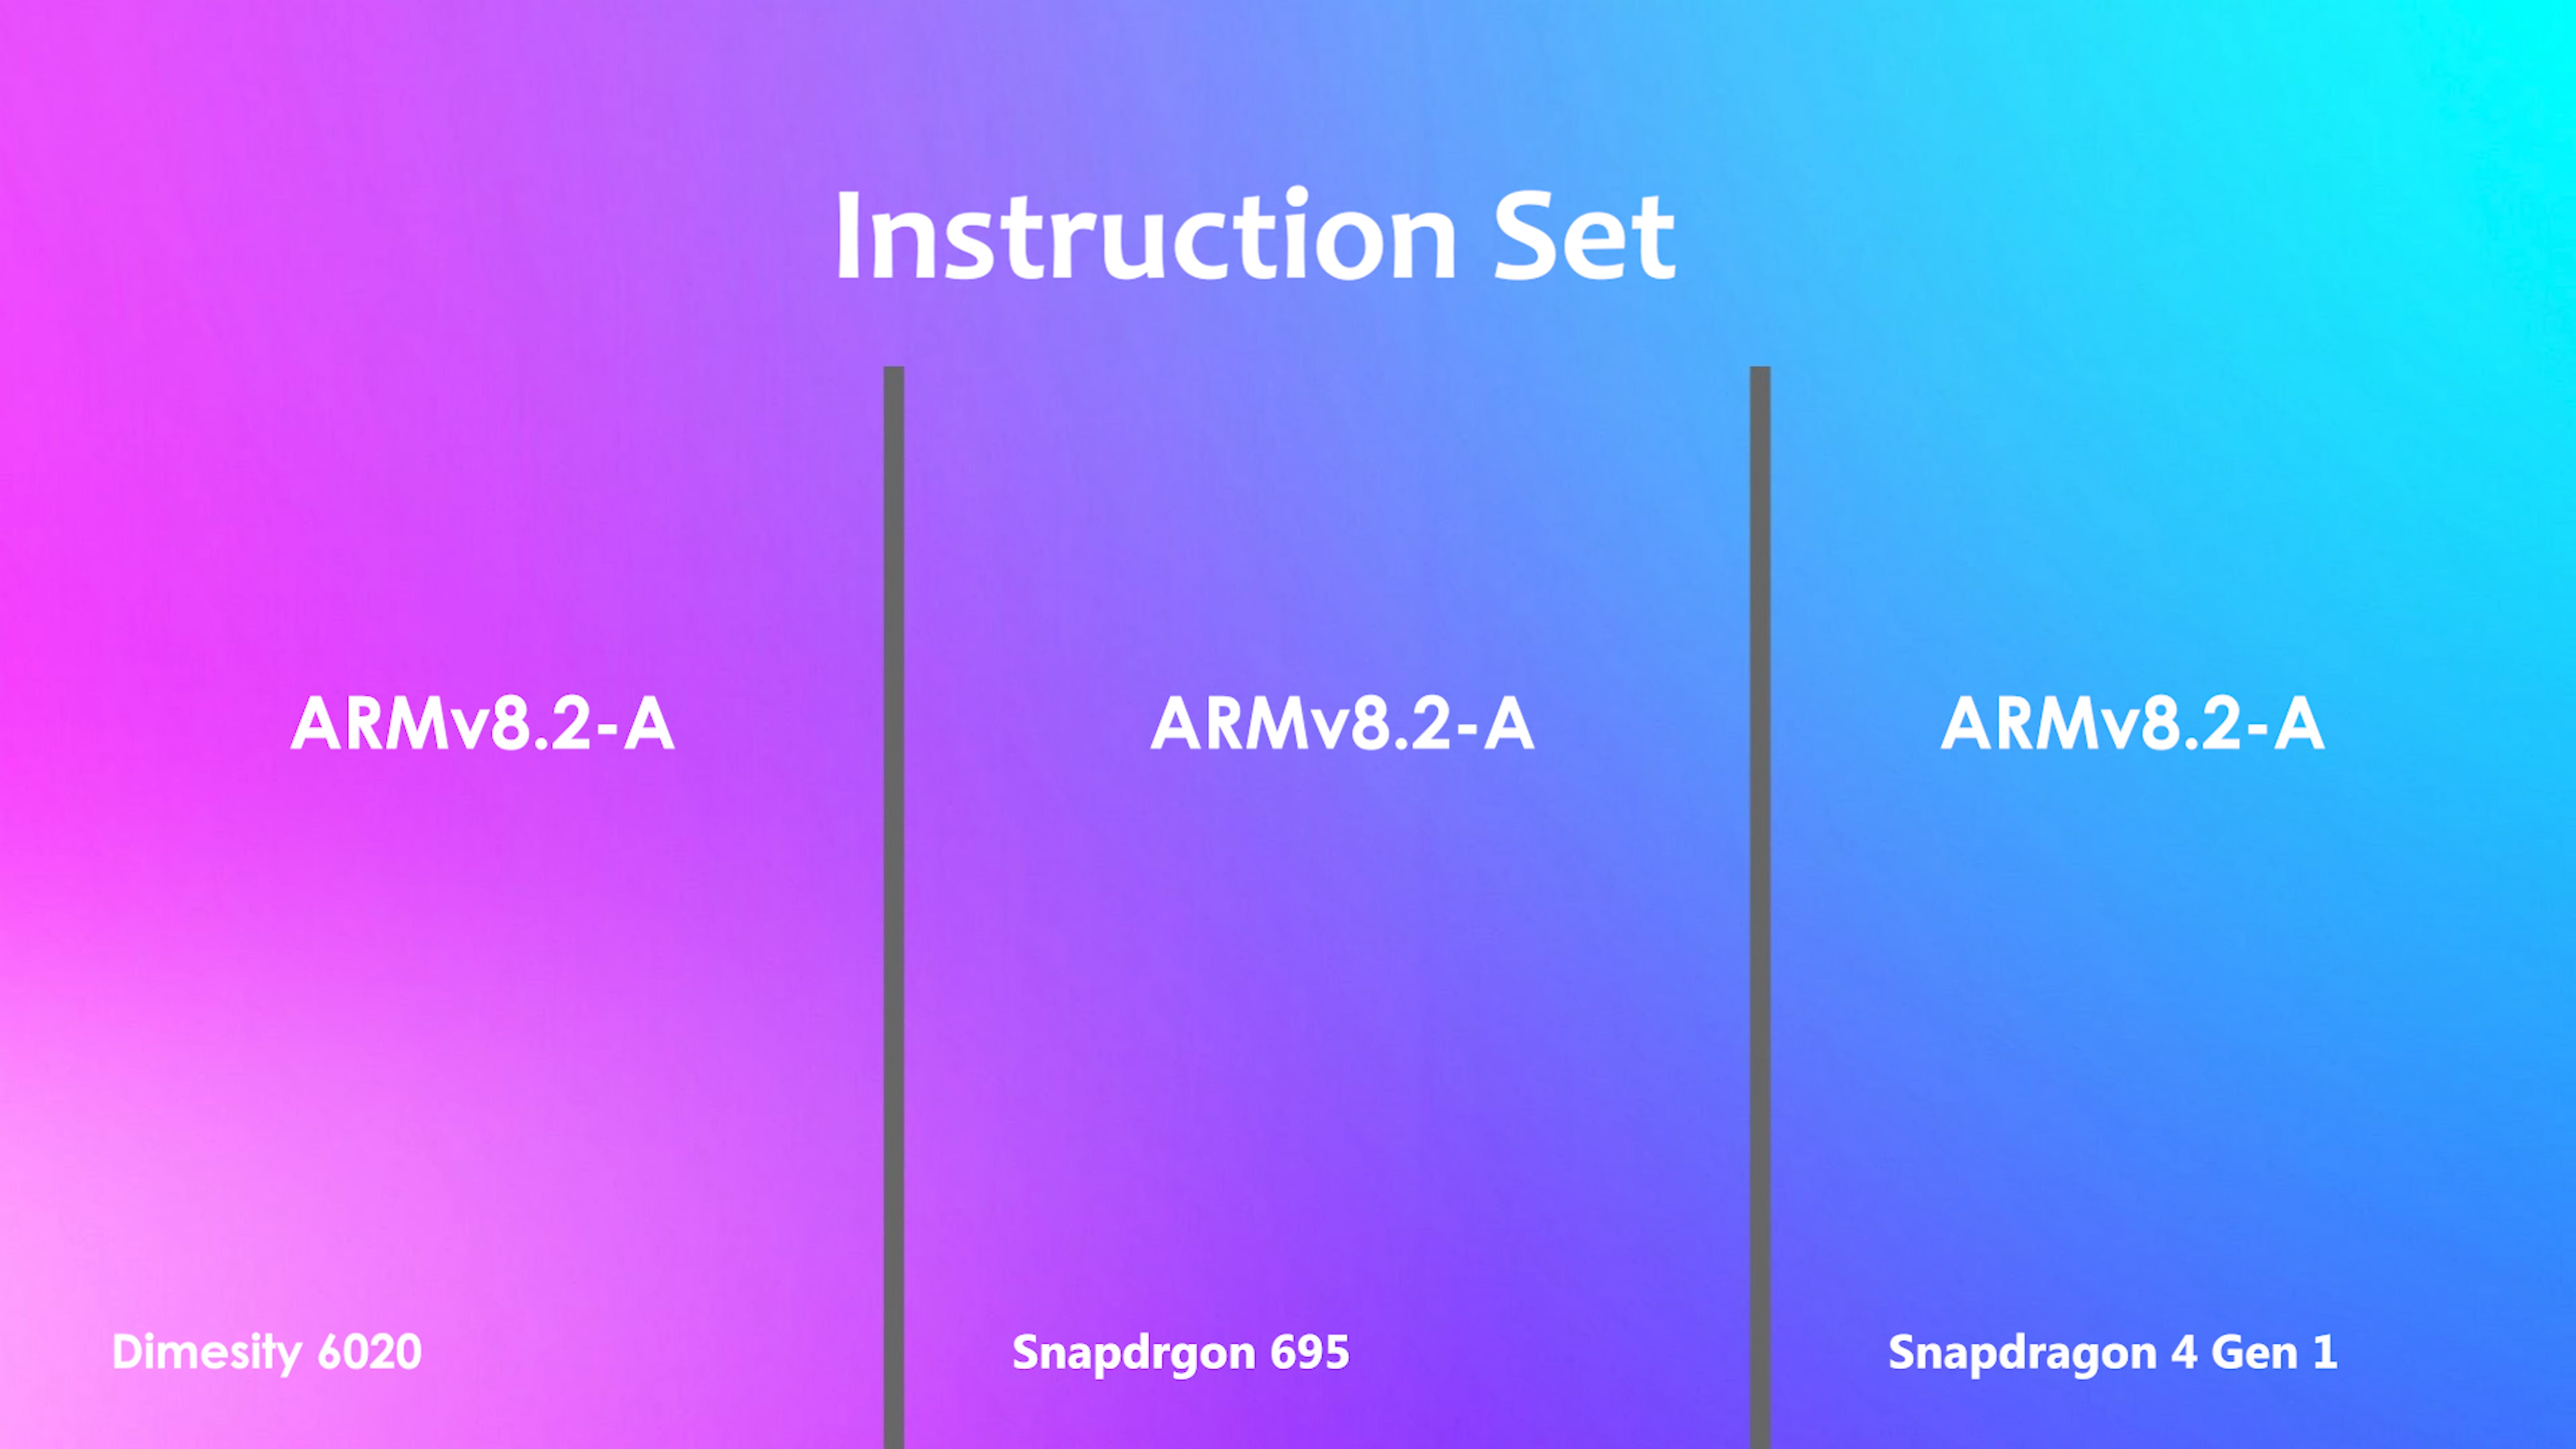 Instruction Set
ARMv8.2-A
ARMv8.2-A
ARMv8.2-A
Dimesity 6020
Snapdrgon 695
Snapdragon 4 Gen 1